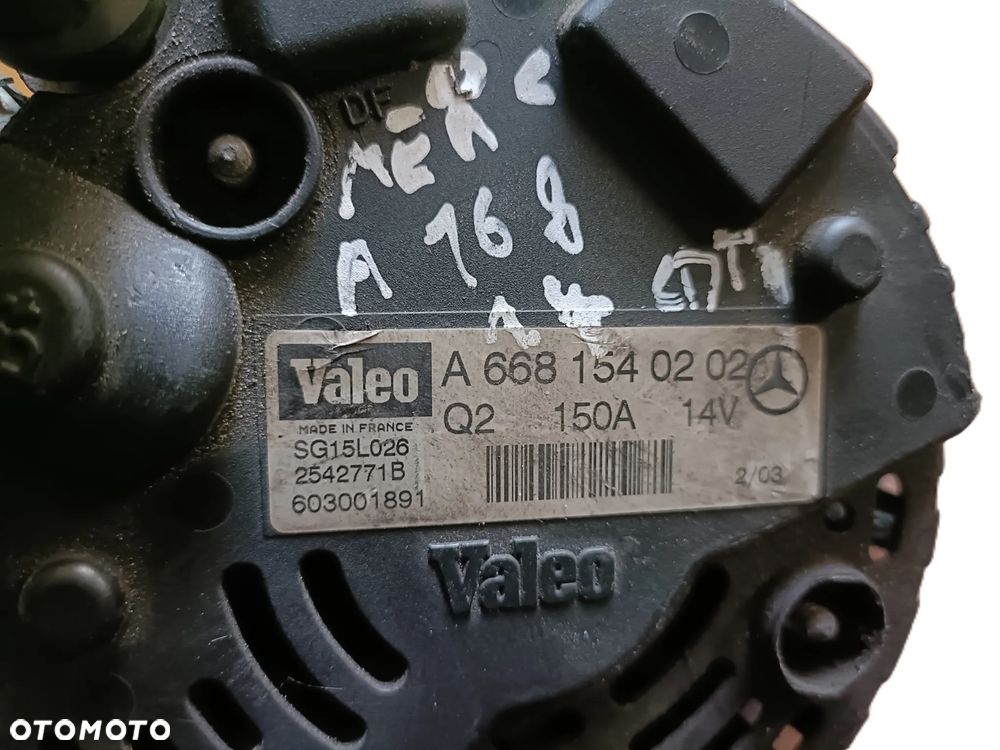 DF
MERC
A 168
1.7 CDTI
Valeo
A 668 154 02 02
Q2 150A 14V
MADE IN FRANCE
SG15L026
2542771B
603001891
2/03
Valeo
OTOMOTO